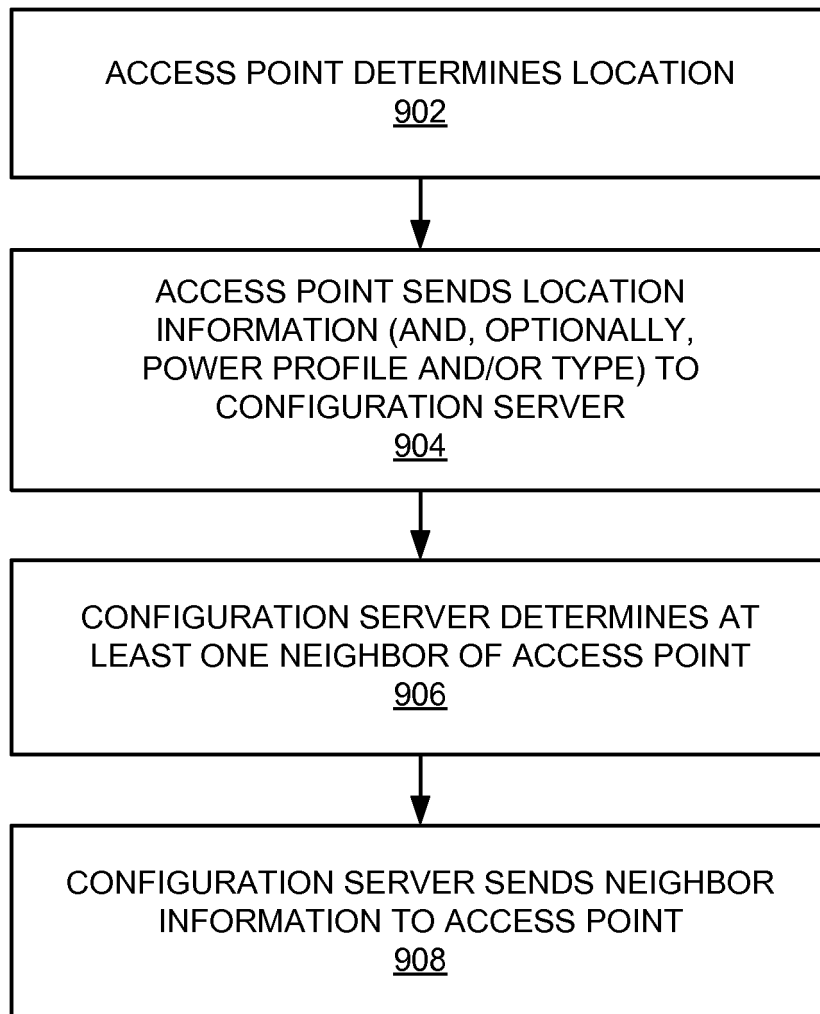 ACCESS POINT DETERMINES LOCATION
902
ACCESS POINT SENDS LOCATION
INFORMATION (AND, OPTIONALLY,
POWER PROFILE AND/OR TYPE) TO
CONFIGURATION SERVER
904
CONFIGURATION SERVER DETERMINES AT
LEAST ONE NEIGHBOR OF ACCESS POINT
906
CONFIGURATION SERVER SENDS NEIGHBOR
INFORMATION TO ACCESS POINT
908